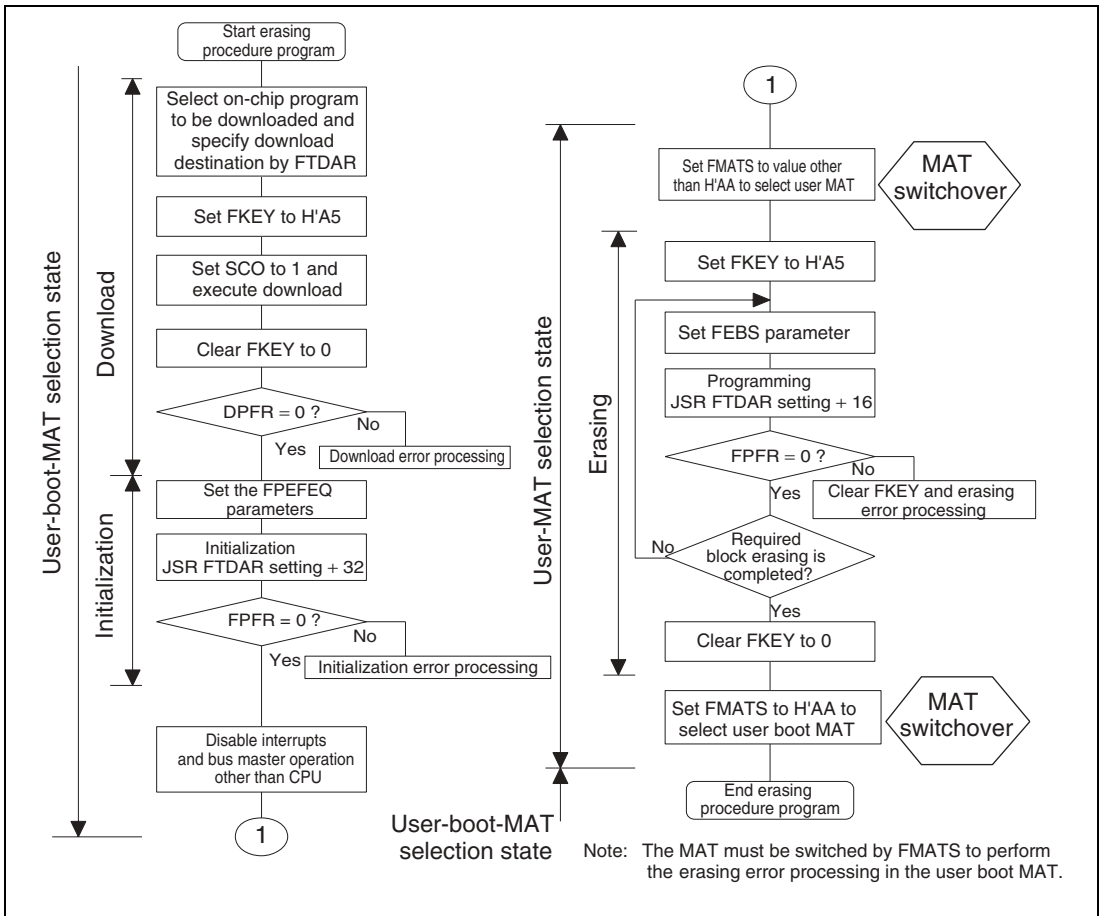 Start erasing
procedure program
User-boot-MAT selection state
Download
Select on-chip program
to be downloaded and
specify download
destination by FTDAR
Set FKEY to H'A5
Set SCO to 1 and
execute download
Clear FKEY to 0
DPFR = 0 ?
No
Yes
Download error processing
Initialization
Set the FPEFEQ
parameters
Initialization
JSR FTDAR setting + 32
FPFR = 0 ?
No
Yes
Initialization error processing
Disable interrupts
and bus master operation
other than CPU
1
1
User-MAT selection state
Set FMATS to value other
than H'AA to select user MAT
MAT
switchover
Erasing
Set FKEY to H'A5
Set FEBS parameter
Programming
JSR FTDAR setting + 16
FPFR = 0 ?
No
Yes
Clear FKEY and erasing
error processing
No
Required
block erasing is
completed?
Yes
Clear FKEY to 0
Set FMATS to H'AA to
select user boot MAT
MAT
switchover
End erasing
procedure program
User-boot-MAT
selection state
Note: The MAT must be switched by FMATS to perform
the erasing error processing in the user boot MAT.